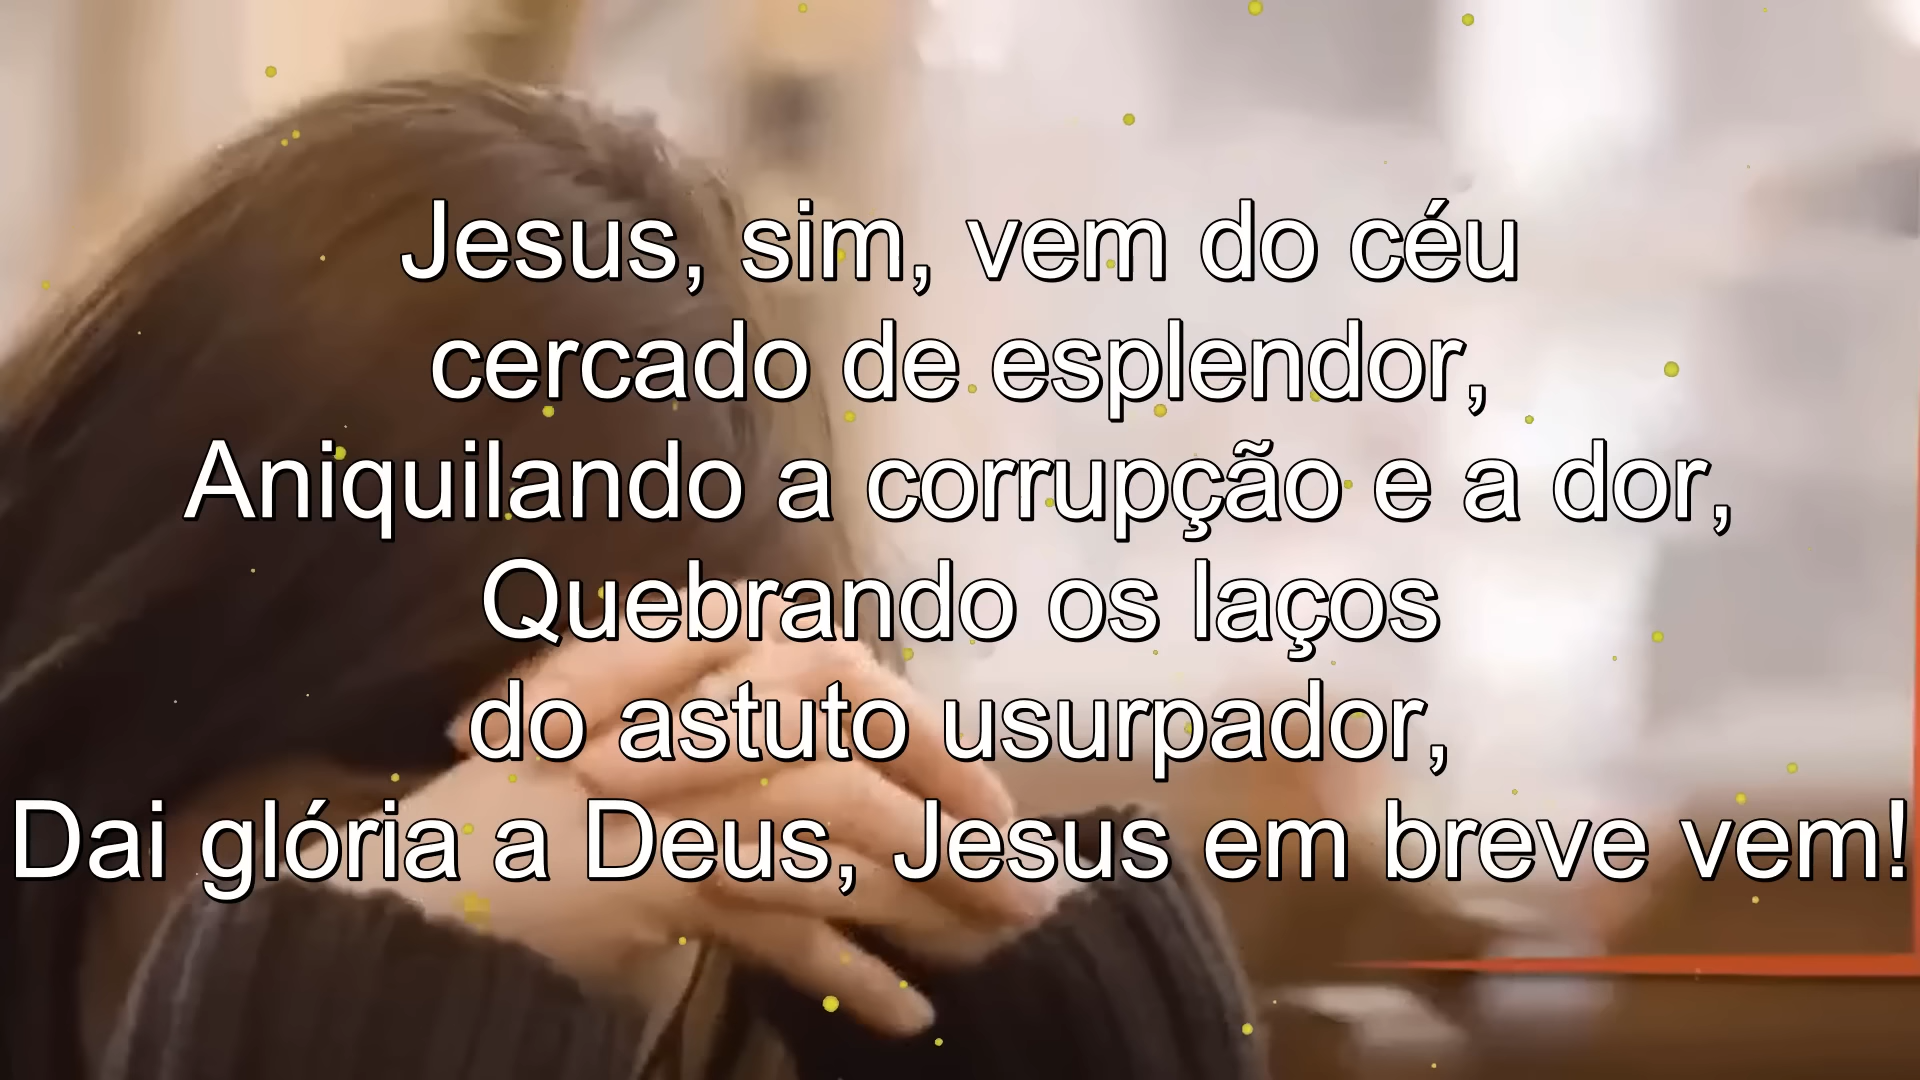 Jesus, sim, vem do céu
cercado de esplendor,
Aniquilando a corrupção e a dor,
Quebrando os laços
do astuto usurpador,
Dai glória a Deus, Jesus em breve vem!